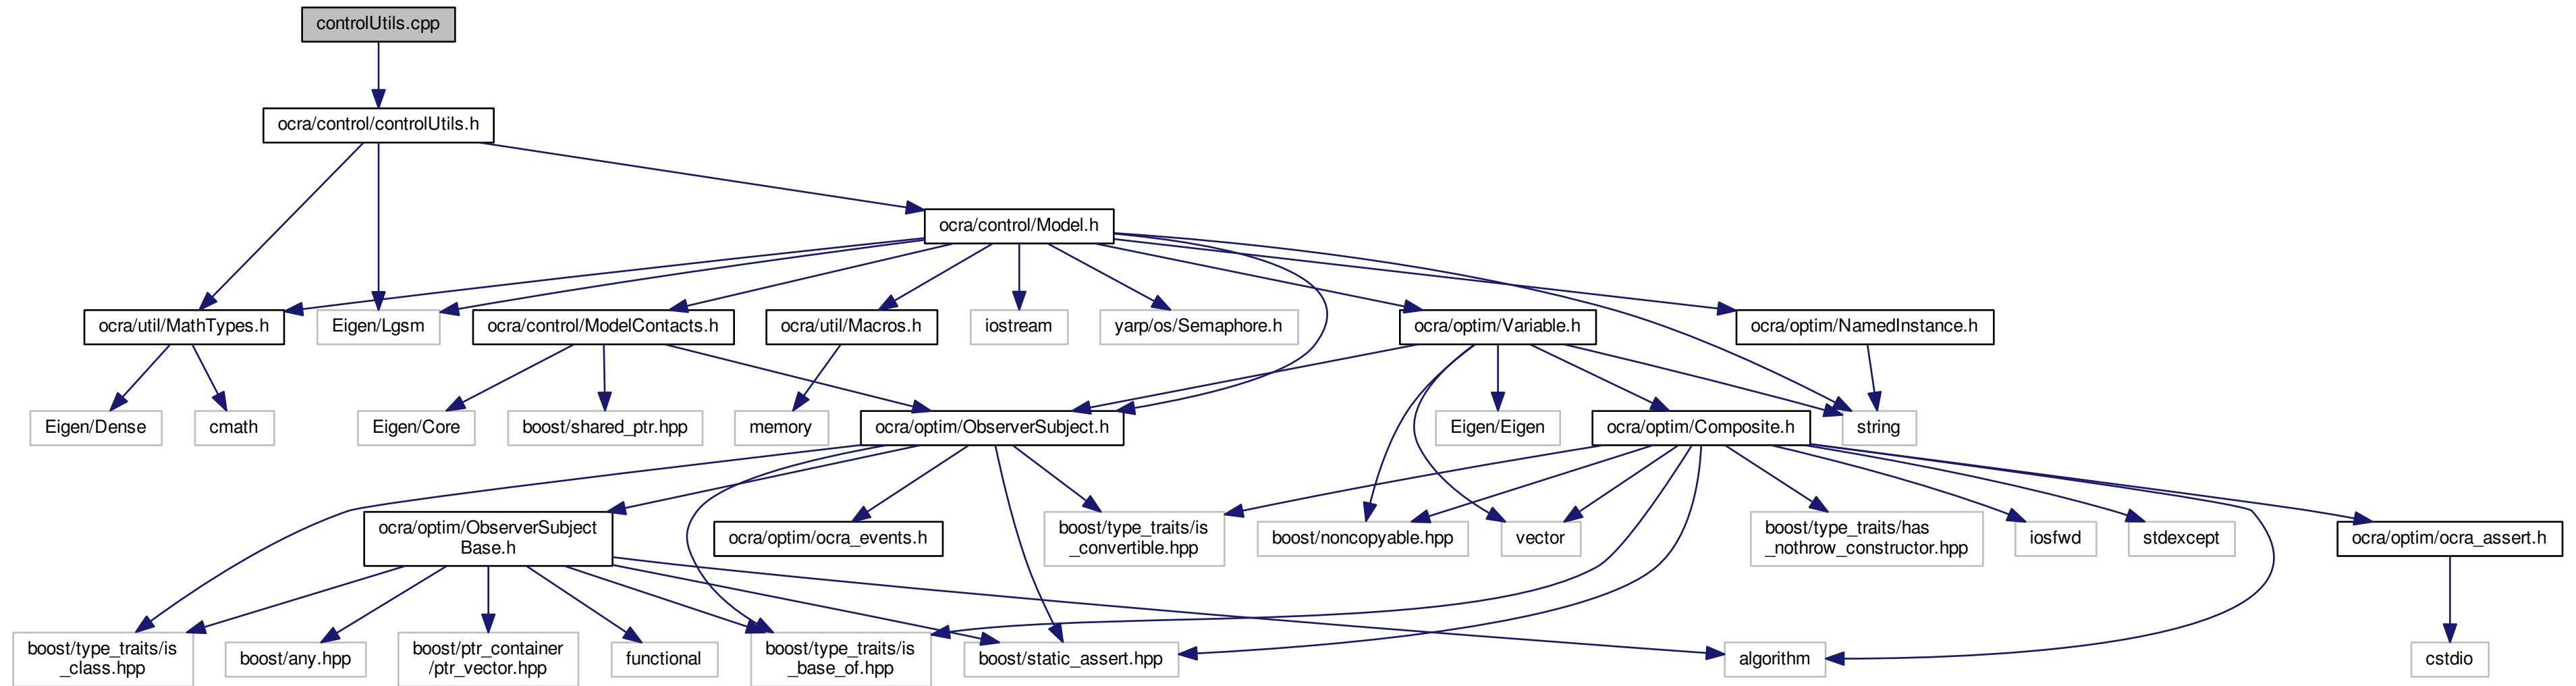 controlUtils.cpp
ocra/control/controlUtils.h
ocra/control/Model.h
ocra/util/MathTypes.h
Eigen/Lgsm
ocra/control/ModelContacts.h
ocra/util/Macros.h
iostream
yarp/os/Semaphore.h
ocra/optim/Variable.h
ocra/optim/NamedInstance.h
Eigen/Dense
cmath
Eigen/Core
boost/shared_ptr.hpp
memory
ocra/optim/ObserverSubject.h
Eigen/Eigen
ocra/optim/Composite.h
string
ocra/optim/ObserverSubject
Base.h
ocra/optim/ocra_events.h
boost/type_traits/is
_convertible.hpp
boost/noncopyable.hpp
vector
boost/type_traits/has
_nothrow_constructor.hpp
iosfwd
stdexcept
ocra/optim/ocra_assert.h
boost/type_traits/is
_class.hpp
boost/any.hpp
boost/ptr_container
/ptr_vector.hpp
functional
boost/type_traits/is
_base_of.hpp
boost/static_assert.hpp
algorithm
cstdio